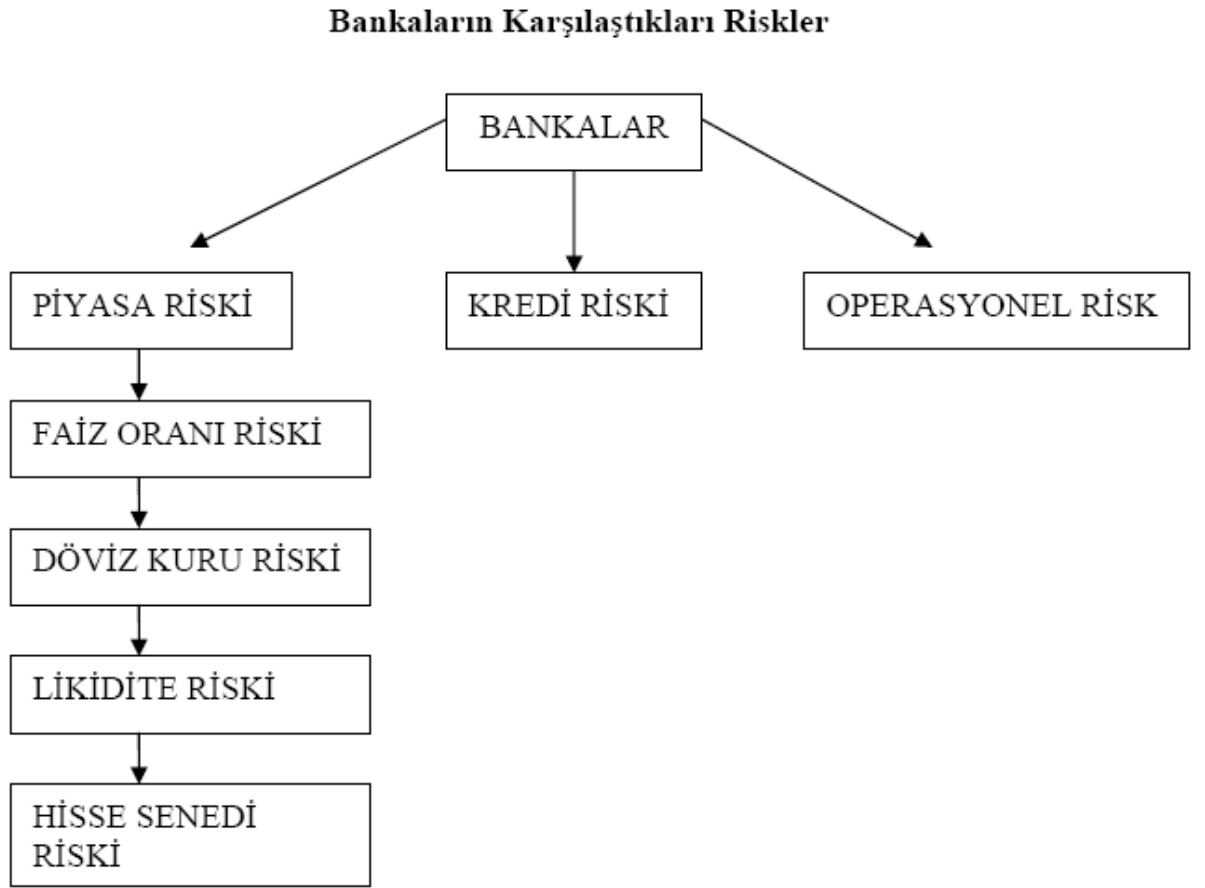 Bankaların Karşılaştıkları Riskler
BANKALAR
PİYASA RİSKİ
KREDİ RİSKİ
OPERASYONEL RİSK
FAİZ ORANI RİSKİ
DÖVİZ KURU RİSKİ
LİKİDİTE RİSKİ
HİSSE SENEDİ
RİSKİ